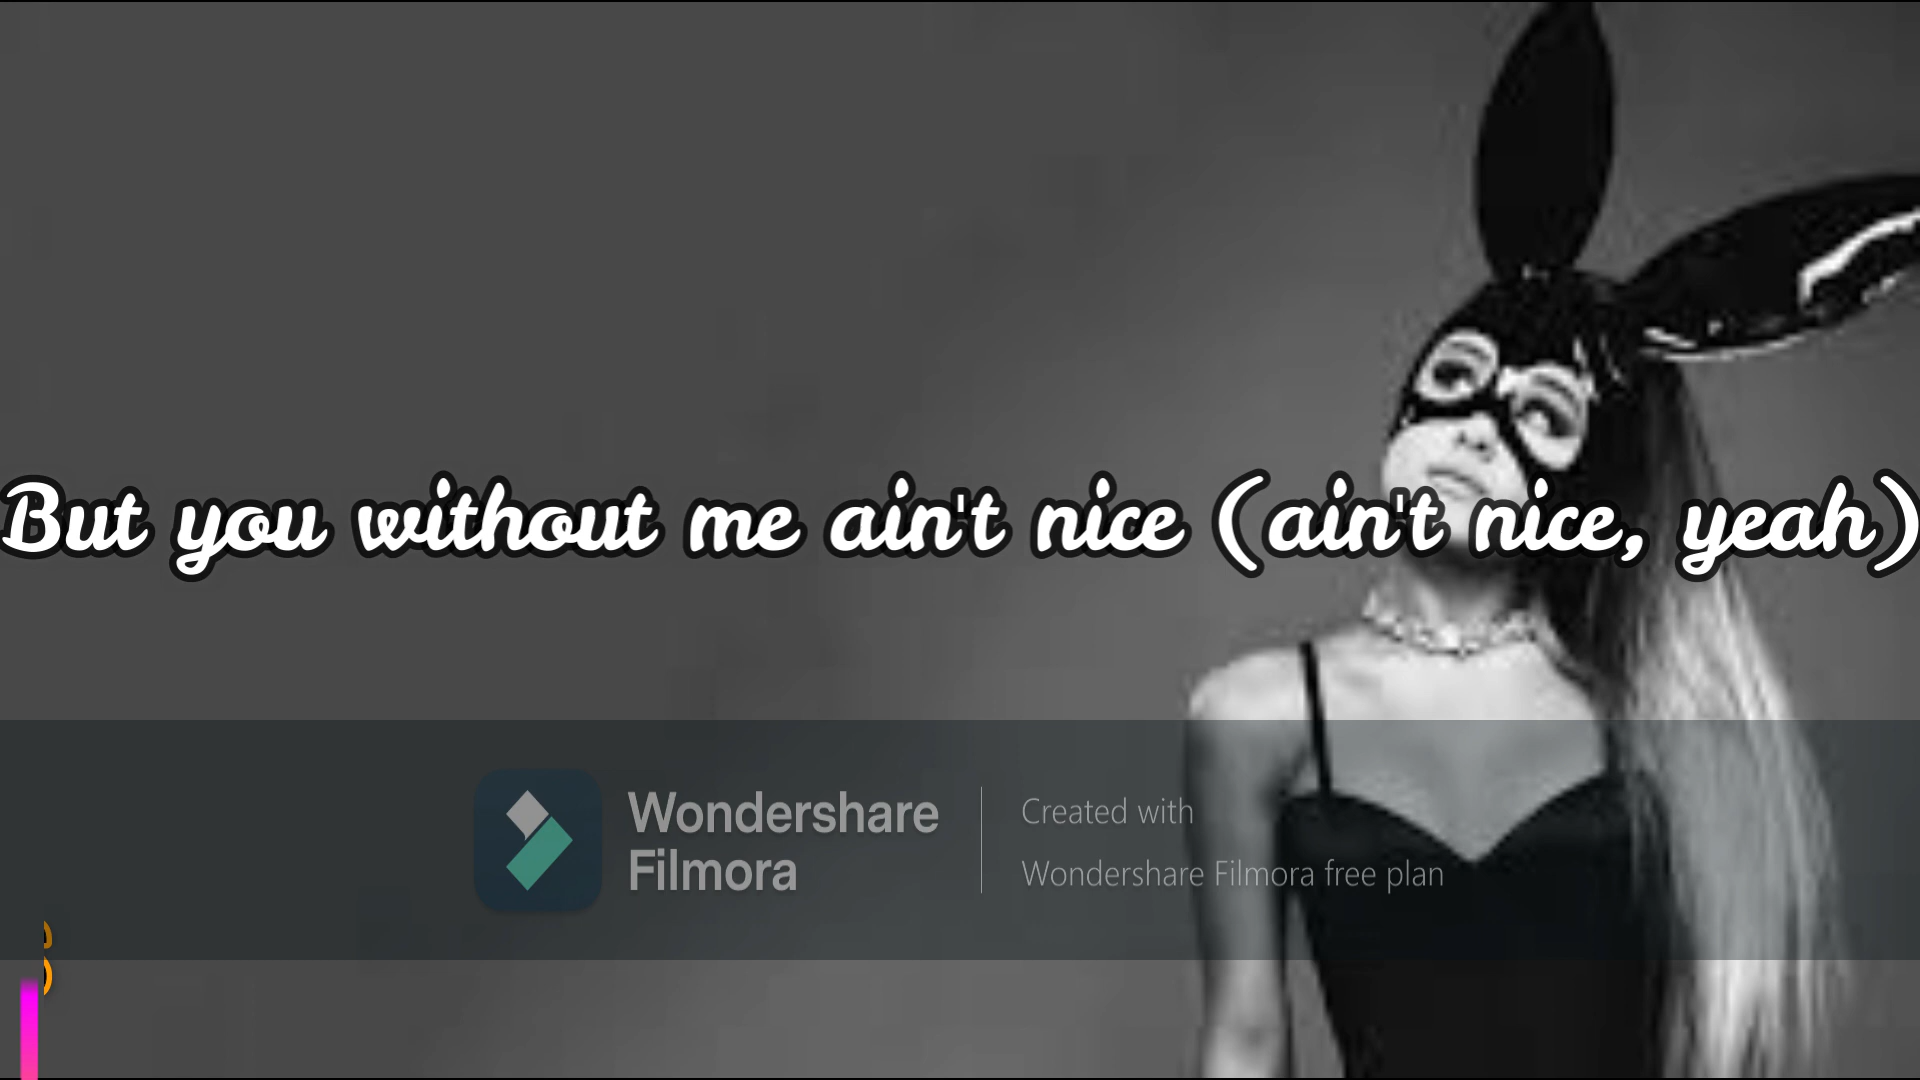 But you without me ain't nice (ain't nice, yeah)
Wondershare
Filmora
Created with
Wondershare Filmora free plan